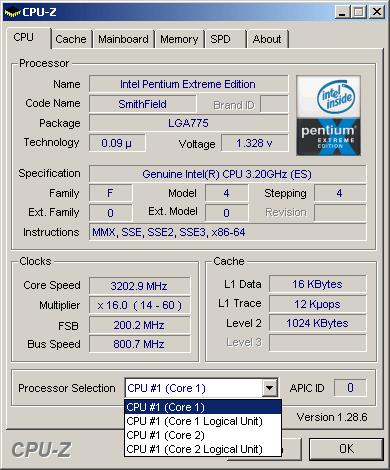 CPU-Z
CPU Cache Mainboard Memory SPD About
Processor
Name Intel Pentium Extreme Edition
Code Name SmithField Brand ID
Package LGA775
Technology 0.09 µ Voltage 1.328 v
intel inside
pentium X
EXTREME
EDITION
Specification Genuine Intel(R) CPU 3.20GHz (ES)
Family F Model 4 Stepping 4
Ext. Family 0 Ext. Model 0 Revision
Instructions MMX, SSE, SSE2, SSE3, x86-64
Clocks
Core Speed 3202.9 MHz
Multiplier x 16.0 ( 14 - 60 )
FSB 200.2 MHz
Bus Speed 800.7 MHz
Cache
L1 Data 16 KBytes
L1 Trace 12 Kµops
Level 2 1024 KBytes
Level 3
Processor Selection CPU #1 (Core 1) APIC ID 0
CPU #1 (Core 1)
CPU #1 (Core 1 Logical Unit)
CPU #1 (Core 2)
CPU #1 (Core 2 Logical Unit)
Version 1.28.6
CPU-Z
OK